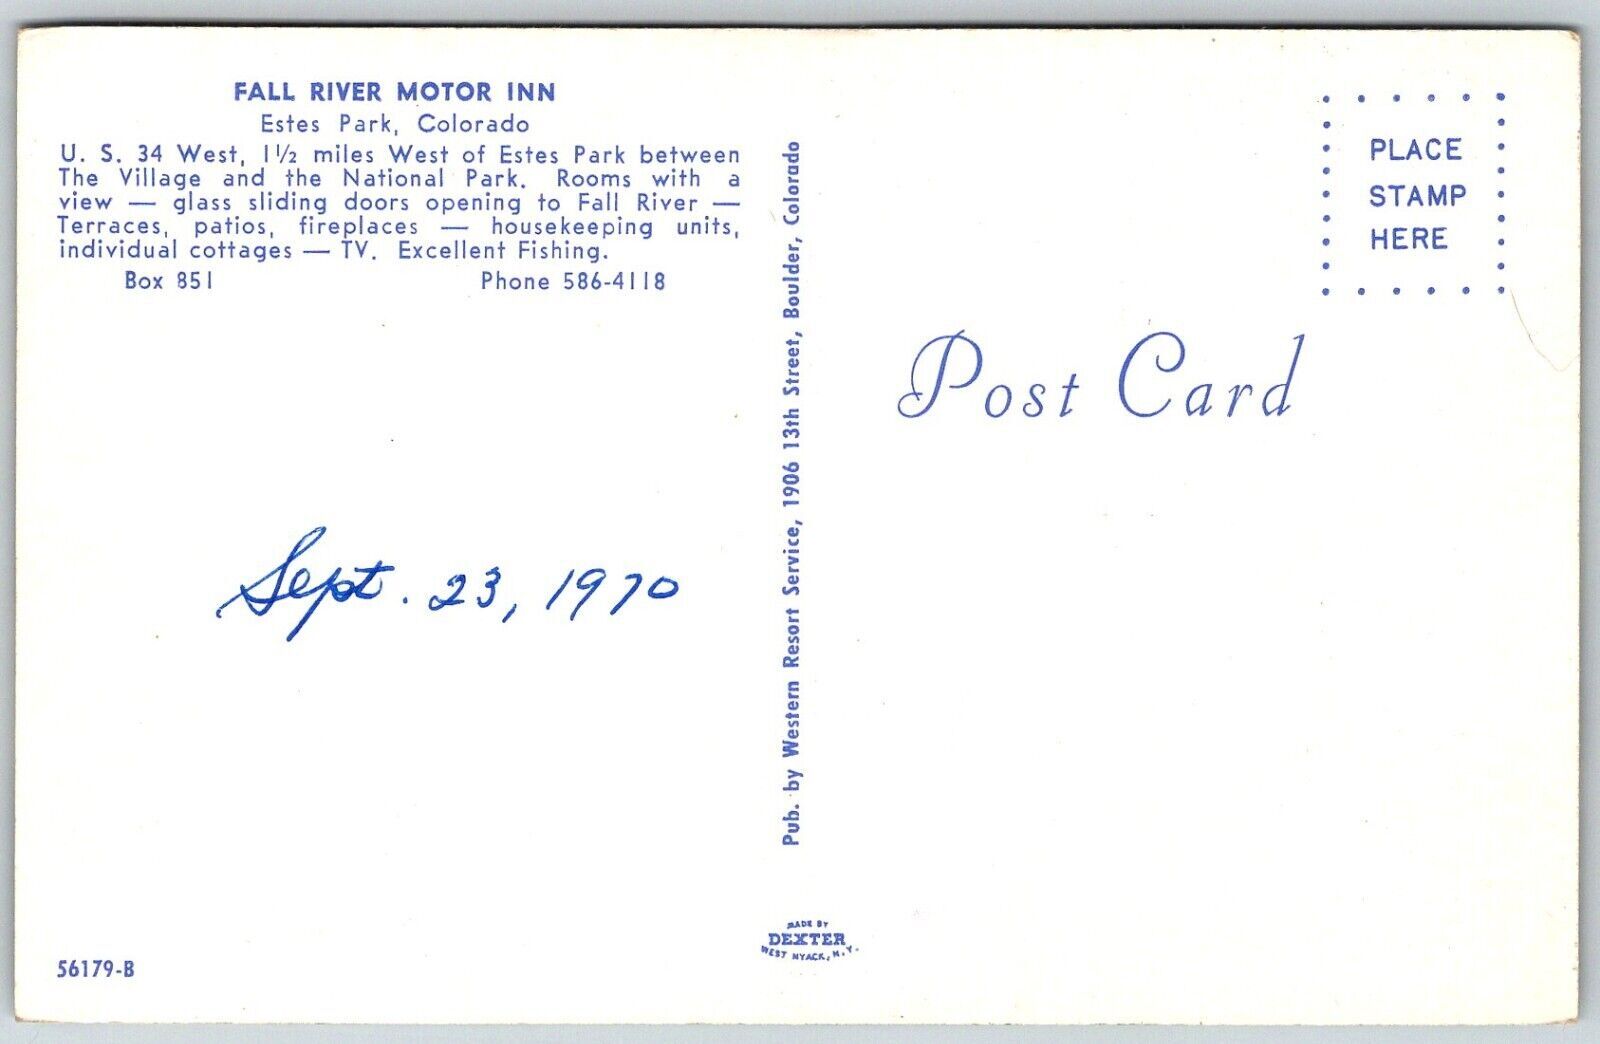 FALL RIVER MOTOR INN
Estes Park, Colorado
U. S. 34 West, 1 1/2 miles West of Estes Park between
The Village and the National Park. Rooms with a
view — glass sliding doors opening to Fall River —
Terraces, patios, fireplaces — housekeeping units,
individual cottages — TV. Excellent Fishing.
Box 851 Phone 586-4118
Sept. 23, 1970
56179-B
Pub. by Western Resort Service, 1906 13th Street, Boulder, Colorado
MADE BY
DEXTER
WEST NYACK, N.Y.
PLACE
STAMP
HERE
Post Card